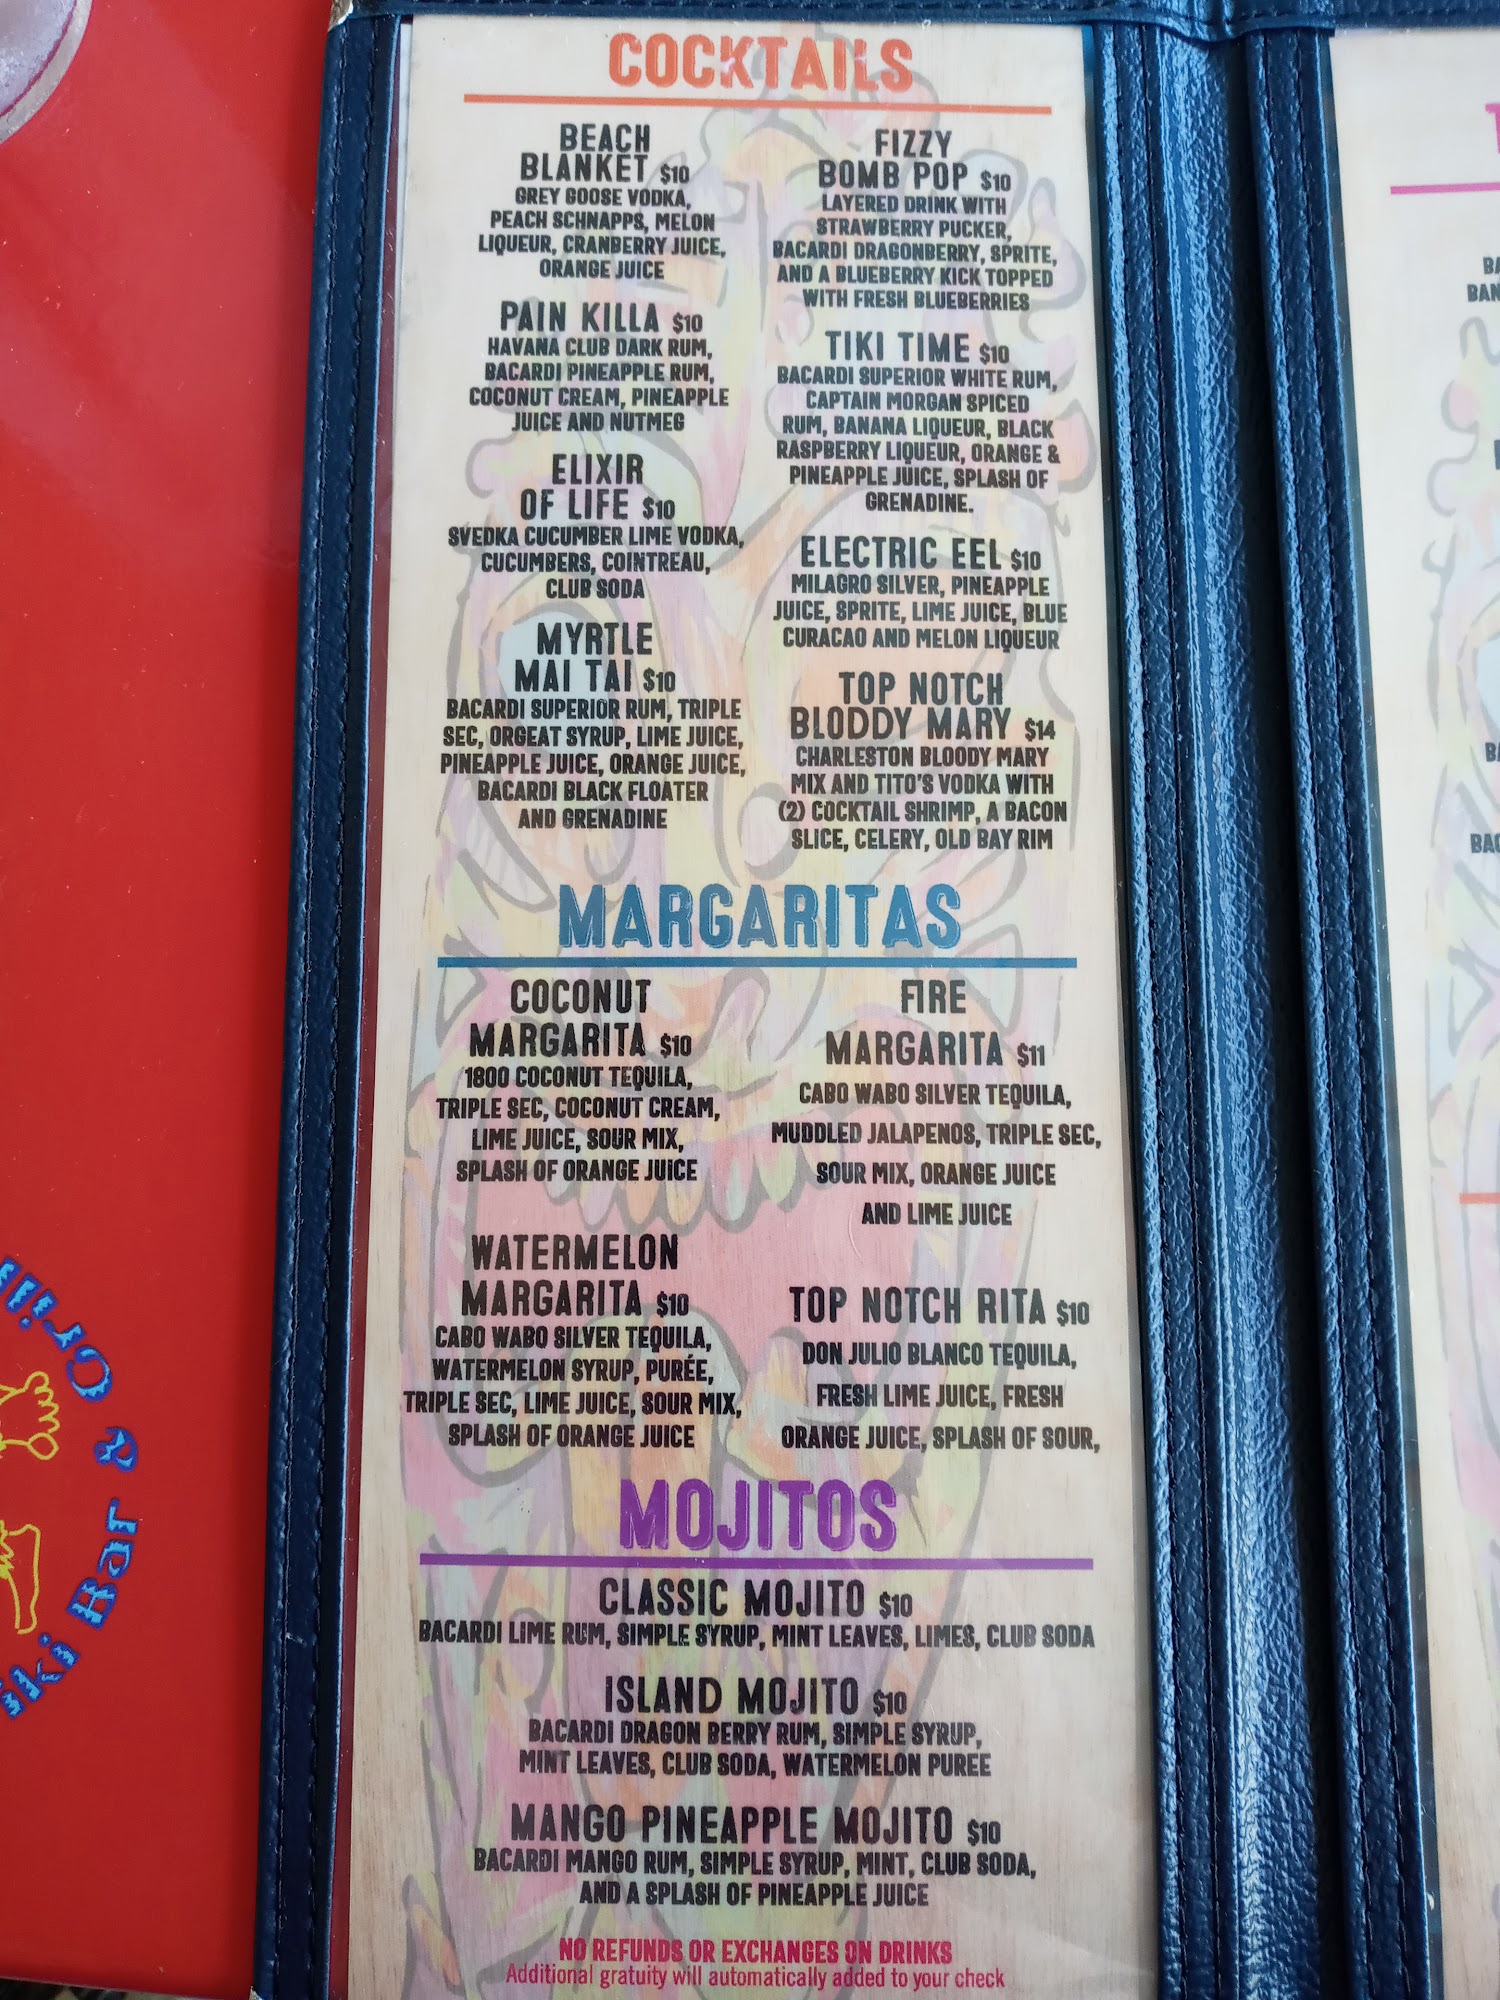 COCKTAILS
BEACH
BLANKET $10
GREY GOOSE VODKA,
PEACH SCHNAPPS, MELON
LIQUEUR, CRANBERRY JUICE,
ORANGE JUICE
PAIN KILLA $10
HAVANA CLUB DARK RUM,
BACARDI PINEAPPLE RUM,
COCONUT CREAM, PINEAPPLE
JUICE AND NUTMEG
ELIXIR
OF LIFE $10
SVEDKA CUCUMBER LIME VODKA,
CUCUMBERS, COINTREAU,
CLUB SODA
MYRTLE
MAI TAI $10
BACARDI SUPERIOR RUM, TRIPLE
SEC, ORGEAT SYRUP, LIME JUICE,
PINEAPPLE JUICE, ORANGE JUICE,
BACARDI BLACK FLOATER
AND GRENADINE
FIZZY
BOMB POP $10
LAYERED DRINK WITH
STRAWBERRY PUCKER,
BACARDI DRAGONBERRY, SPRITE,
AND A BLUEBERRY KICK TOPPED
WITH FRESH BLUEBERRIES
TIKI TIME $10
BACARDI SUPERIOR WHITE RUM,
CAPTAIN MORGAN SPICED
RUM, BANANA LIQUEUR, BLACK
RASPBERRY LIQUEUR, ORANGE &
PINEAPPLE JUICE, SPLASH OF
GRENADINE.
ELECTRIC EEL $10
MILAGRO SILVER, PINEAPPLE
JUICE, SPRITE, LIME JUICE, BLUE
CURACAO AND MELON LIQUEUR
TOP NOTCH
BLODDY MARY $14
CHARLESTON BLOODY MARY
MIX AND TITO'S VODKA WITH
(2) COCKTAIL SHRIMP, A BACON
SLICE, CELERY, OLD BAY RIM
MARGARITAS
COCONUT
MARGARITA $10
1800 COCONUT TEQUILA,
TRIPLE SEC, COCONUT CREAM,
LIME JUICE, SOUR MIX,
SPLASH OF ORANGE JUICE
WATERMELON
MARGARITA $10
CABO WABO SILVER TEQUILA,
WATERMELON SYRUP, PURÉE,
TRIPLE SEC, LIME JUICE, SOUR MIX,
SPLASH OF ORANGE JUICE
FIRE
MARGARITA $11
CABO WABO SILVER TEQUILA,
MUDDLED JALAPENOS, TRIPLE SEC,
SOUR MIX, ORANGE JUICE
AND LIME JUICE
TOP NOTCH RITA $10
DON JULIO BLANCO TEQUILA,
FRESH LIME JUICE, FRESH
ORANGE JUICE, SPLASH OF SOUR,
MOJITOS
CLASSIC MOJITO $10
BACARDI LIME RUM, SIMPLE SYRUP, MINT LEAVES, LIMES, CLUB SODA
ISLAND MOJITO $10
BACARDI DRAGON BERRY RUM, SIMPLE SYRUP,
MINT LEAVES, CLUB SODA, WATERMELON PUREE
MANGO PINEAPPLE MOJITO $10
BACARDI MANGO RUM, SIMPLE SYRUP, MINT, CLUB SODA,
AND A SPLASH OF PINEAPPLE JUICE
NO REFUNDS OR EXCHANGES ON DRINKS
Additional gratuity will automatically added to your check
iki Bar & Gril